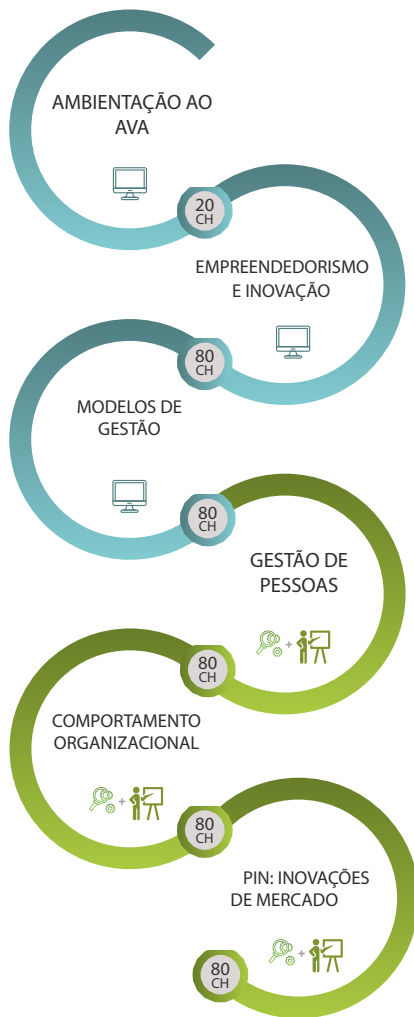 AMBIENTAÇÃO AO
AVA
20
CH
EMPREENDEDORISMO
E INOVAÇÃO
80
CH
MODELOS DE
GESTÃO
80
CH
GESTÃO DE
PESSOAS
+
80
CH
COMPORTAMENTO
ORGANIZACIONAL
+
80
CH
PIN: INOVAÇÕES
DE MERCADO
+
80
CH